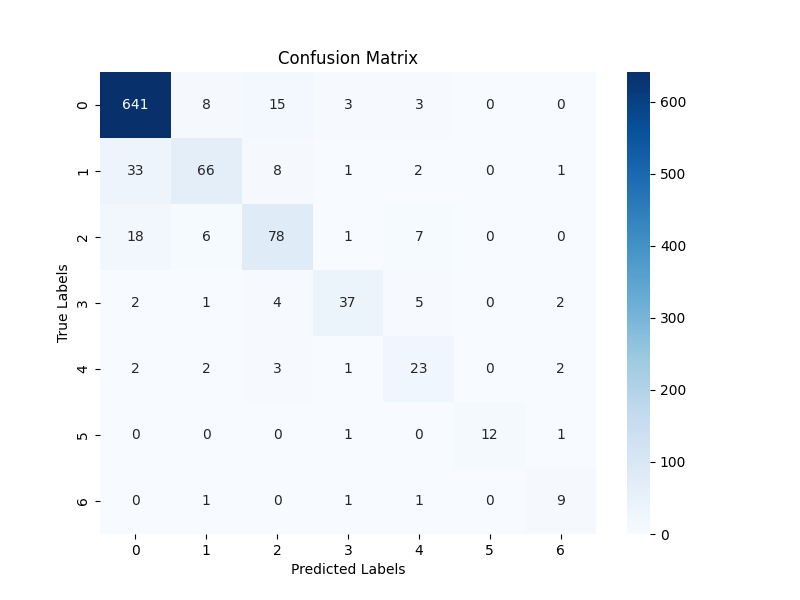 Confusion Matrix
0 641 8 15 3 3 0 0
1 33 66 8 1 2 0 1
2 18 6 78 1 7 0 0
3 2 1 4 37 5 0 2
4 2 2 3 1 23 0 2
5 0 0 0 1 0 12 1
6 0 1 0 1 1 0 9
0 1 2 3 4 5 6
Predicted Labels
True Labels
600
500
400
300
200
100
0